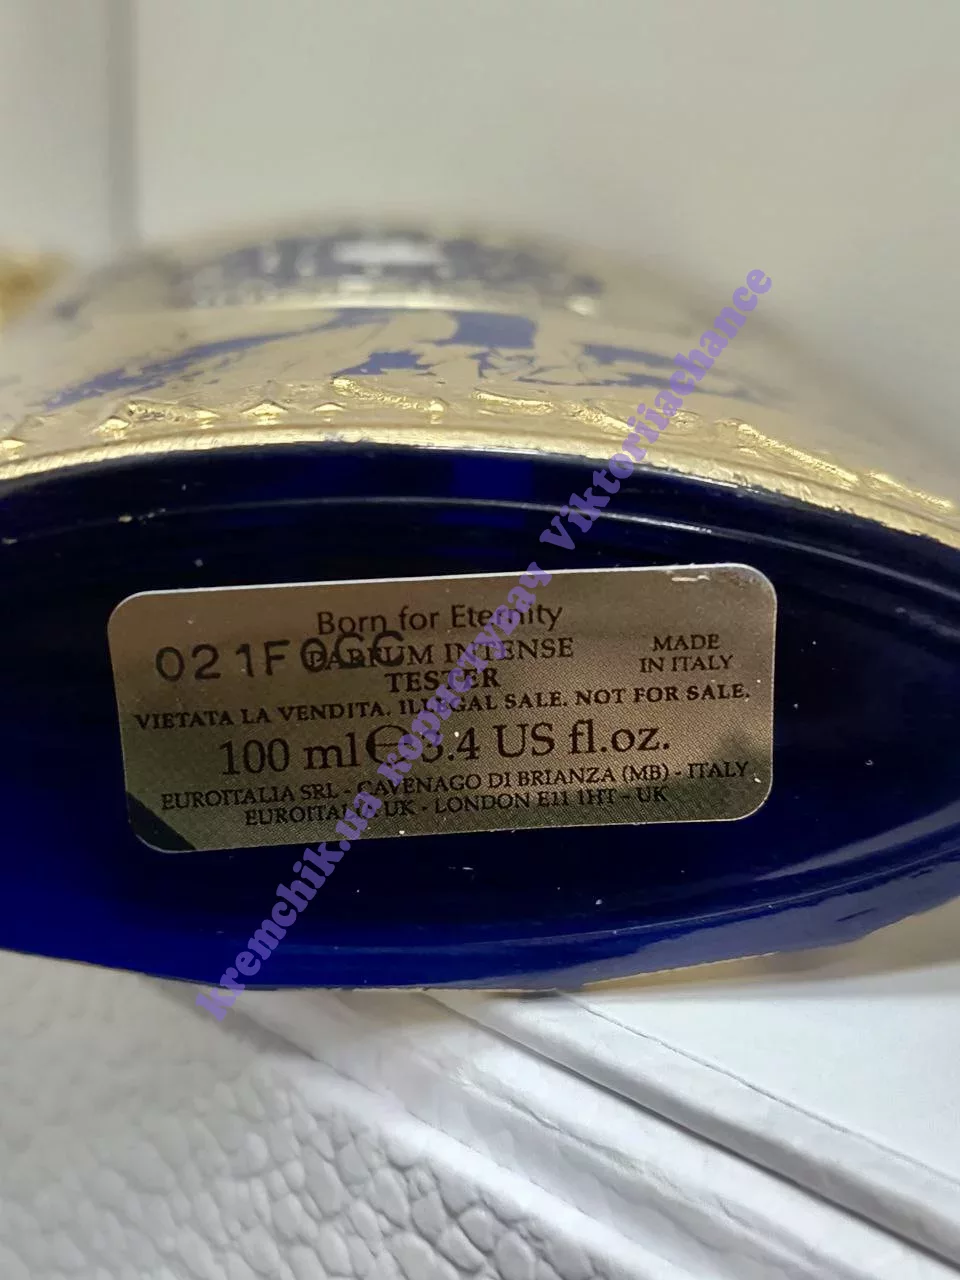 Born for Eternity
021F0GC
PARFUM INTENSE
TESTER
MADE
IN ITALY
VIETATA LA VENDITA. ILLEGAL SALE. NOT FOR SALE.
100 ml ℮ 3.4 US fl.oz.
EUROITALIA SRL - CAVENAGO DI BRIANZA (MB) - ITALY
EUROITALIA UK - LONDON E11 1HT - UK
kremchik.ua користувач Viktoriiachance